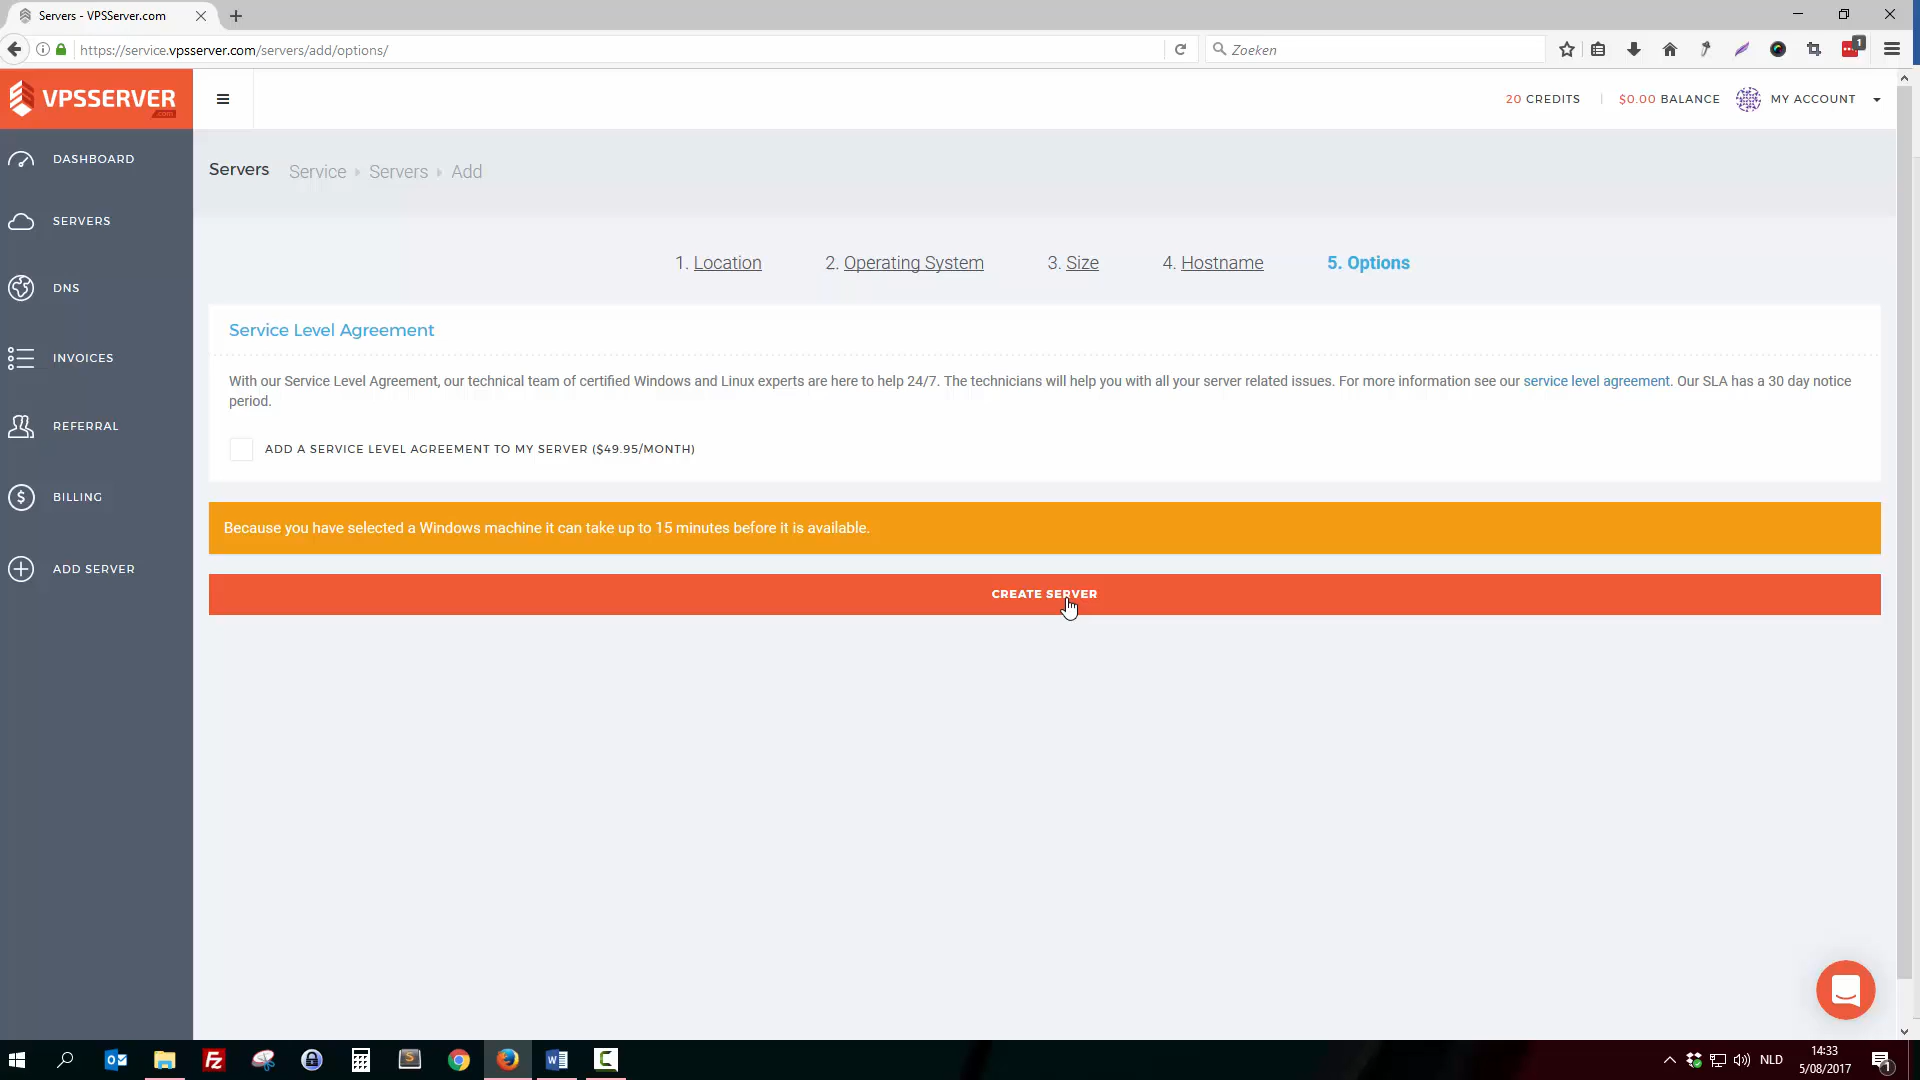 Servers - VPSServer.com
https://service.vpsserver.com/servers/add/options/
Zoeken
1
VPSSERVER
.com
20 CREDITS | $0.00 BALANCE MY ACCOUNT
DASHBOARD
SERVERS
DNS
INVOICES
REFERRAL
BILLING
ADD SERVER
Servers Service Servers Add
1. Location 2. Operating System 3. Size 4. Hostname 5. Options
Service Level Agreement
With our Service Level Agreement, our technical team of certified Windows and Linux experts are here to help 24/7. The technicians will help you with all your server related issues. For more information see our service level agreement. Our SLA has a 30 day notice
period.
ADD A SERVICE LEVEL AGREEMENT TO MY SERVER ($49.95/MONTH)
Because you have selected a Windows machine it can take up to 15 minutes before it is available.
CREATE SERVER
NLD
14:33
5/08/2017
1